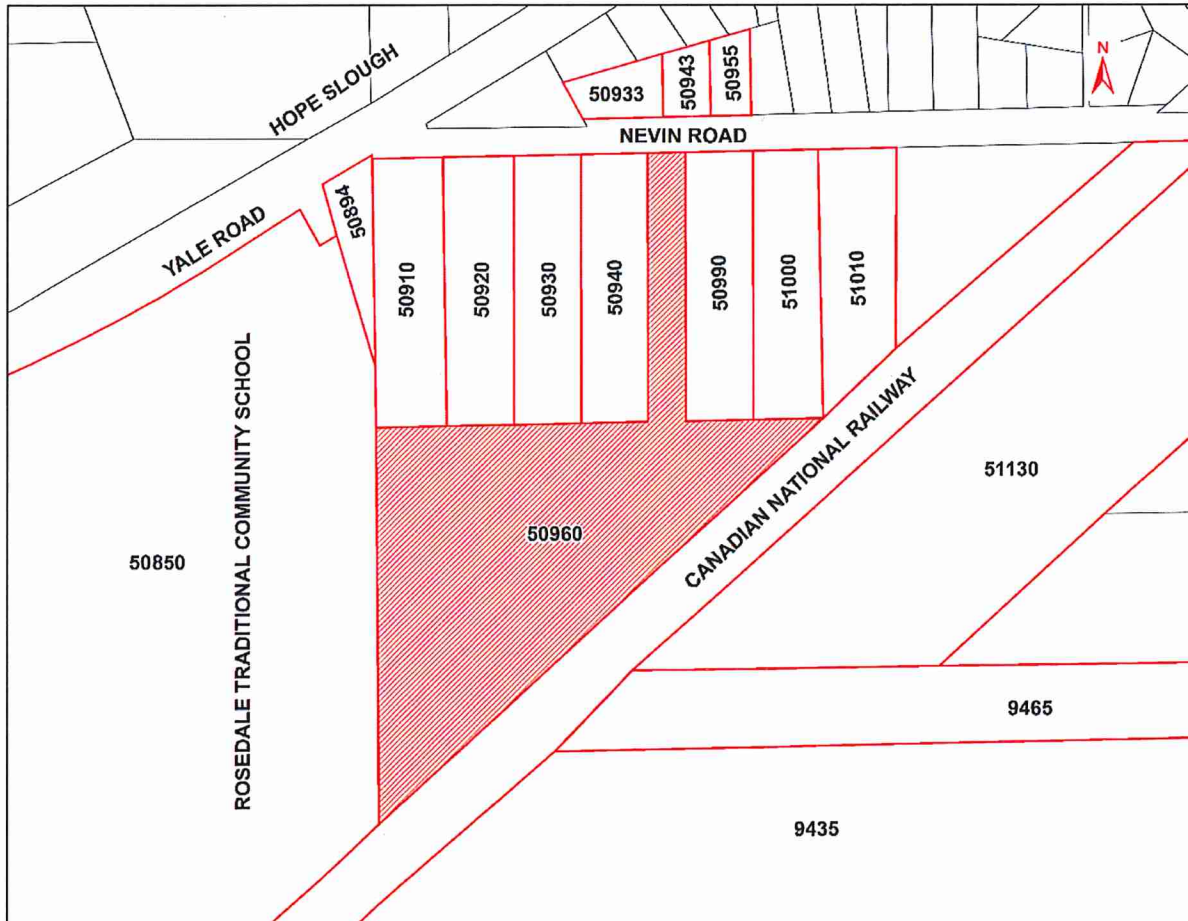 HOPE SLOUGH
N
50933
50943
50955
NEVIN ROAD
YALE ROAD
50894
50910
50920
50930
50940
50990
51000
51010
ROSEDALE TRADITIONAL COMMUNITY SCHOOL
CANADIAN NATIONAL RAILWAY
51130
50960
50850
9465
9435